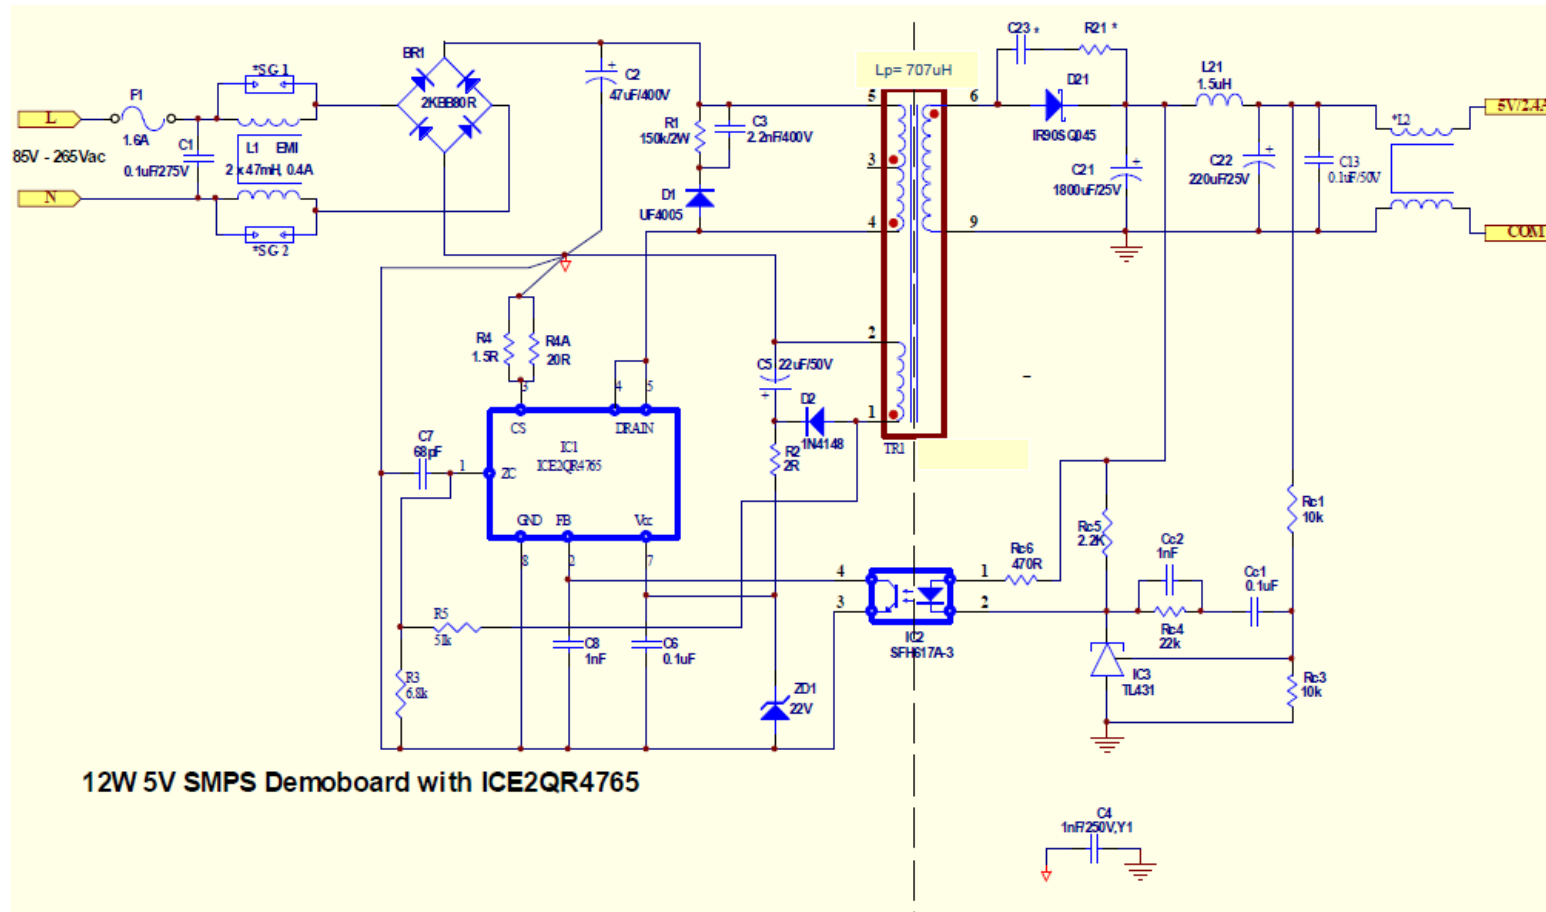 C23 *
R21 *
BR1
*SG1
Lp= 707uH
L21
1.5uH
D21
F1
C2
47uF/400V
2KBB80R
L
1.6A
5
6
5V/2.4A
IR90SQ045
*L2
R1
150k/2W
C3
2.2nF/400V
C1
L1 EMI
2 x 47mH, 0.4A
85V - 265Vac
0.1uF/275V
3
C21
1800uF/25V
C22
220uF/25V
C13
0.1uF/50V
N
D1
UF4005
4
9
COM
*SG2
R4
1.5R
R4A
20R
2
C5 22uF/50V
3
4
5
D2
1
1N4148
CS
DRAIN
C7
68pF
IC1
ICE2QR4765
TR1
R2
2R
1
ZC
GND
FB
Vcc
Rc1
10k
Rc5
2.2K
Rc6
470R
Cc2
1nF
8
2
7
4
1
Cc1
0.1uF
3
2
R5
51k
C8
1nF
C6
0.1uF
IC2
SFH617A-3
Rc4
22k
R3
6.8k
ZD1
22V
IC3
TL431
Rc3
10k
12W 5V SMPS Demoboard with ICE2QR4765
C4
1nF/250V,Y1